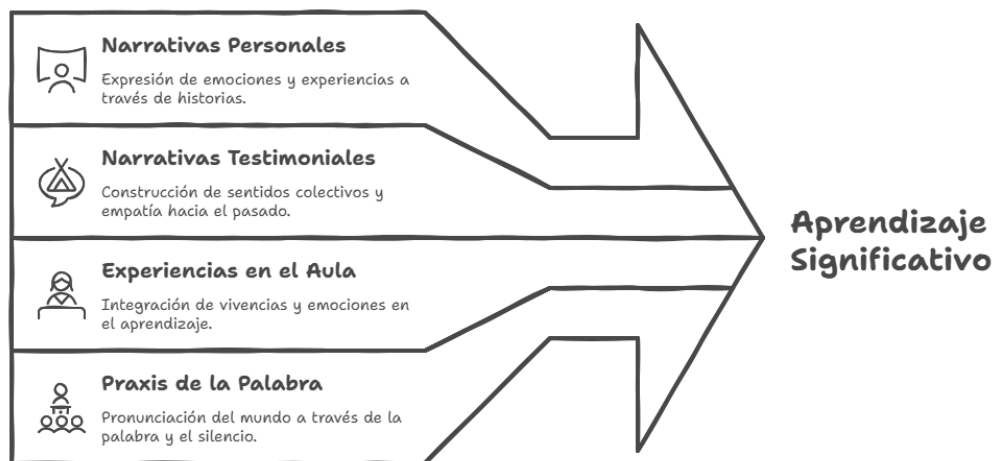 Narrativas Personales
Expresión de emociones y experiencias a
través de historias.
Narrativas Testimoniales
Construcción de sentidos colectivos y
empatía hacia el pasado.
Experiencias en el Aula
Integración de vivencias y emociones en
el aprendizaje.
Praxis de la Palabra
Pronunciación del mundo a través de la
palabra y el silencio.
Aprendizaje
Significativo